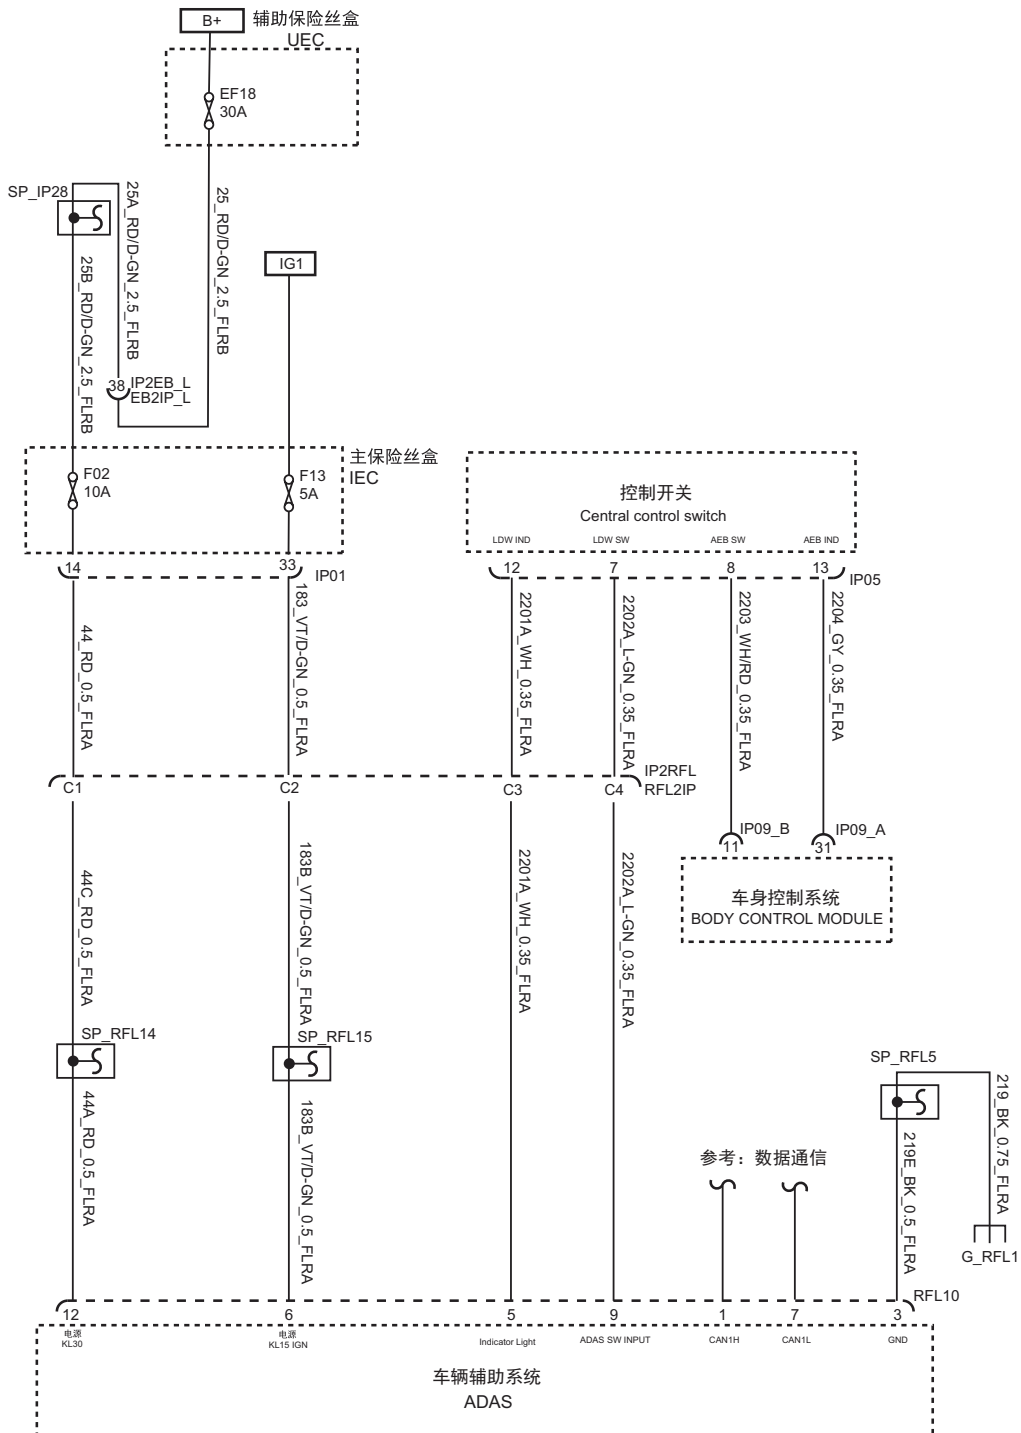 B+
辅助保险丝盒
UEC
EF18
30A
SP_IP28
25A_RD/D-GN_2.5_FLRB
25_RD/D-GN_2.5_FLRB
25B_RD/D-GN_2.5_FLRB
IG1
38
IP2EB_L
EB2IP_L
主保险丝盒
IEC
F02
10A
F13
5A
控制开关
Central control switch
LDW IND
LDW SW
AEB SW
AEB IND
14
33
IP01
12
7
8
13
IP05
44_RD_0.5_FLRA
183_VT/D-GN_0.5_FLRA
2201A_WH_0.35_FLRA
2202A_L-GN_0.35_FLRA
2203_WH/RD_0.35_FLRA
2204_GY_0.35_FLRA
IP2RFL
RFL2IP
C1
C2
C3
C4
IP09_B
IP09_A
11
31
车身控制系统
BODY CONTROL MODULE
44C_RD_0.5_FLRA
183B_VT/D-GN_0.5_FLRA
2201A_WH_0.35_FLRA
2202A_L-GN_0.35_FLRA
SP_RFL14
SP_RFL15
SP_RFL5
44A_RD_0.5_FLRA
183B_VT/D-GN_0.5_FLRA
参考：数据通信
219E_BK_0.5_FLRA
219_BK_0.75_FLRA
G_RFL1
RFL10
12
6
5
9
1
7
3
电源
KL30
电源
KL15 IGN
Indicator Light
ADAS SW INPUT
CAN1H
CAN1L
GND
车辆辅助系统
ADAS